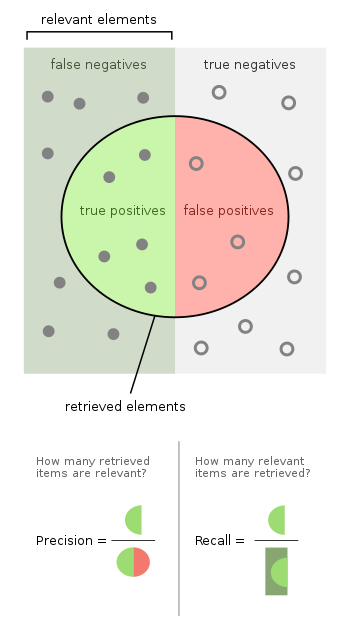 relevant elements
false negatives
true negatives
true positives
false positives
retrieved elements
How many retrieved
items are relevant?
Precision =
How many relevant
items are retrieved?
Recall =